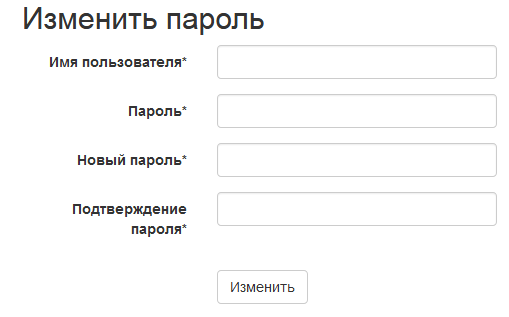 Изменить пароль
Имя пользователя*
Пароль*
Новый пароль*
Подтверждение
пароля*
Изменить